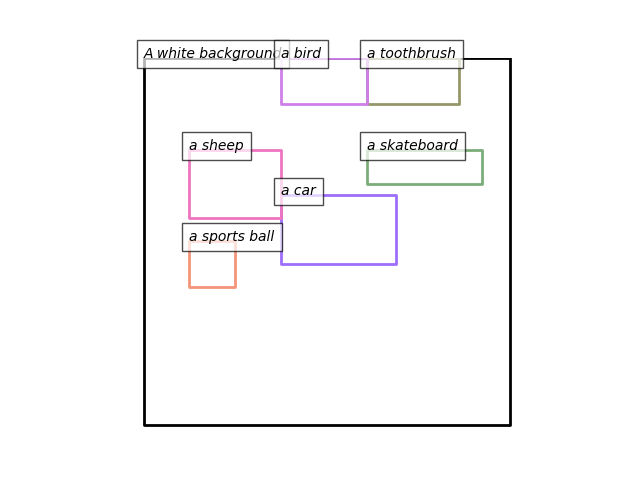 A white background
a bird
a toothbrush
a sheep
a skateboard
a car
a sports ball